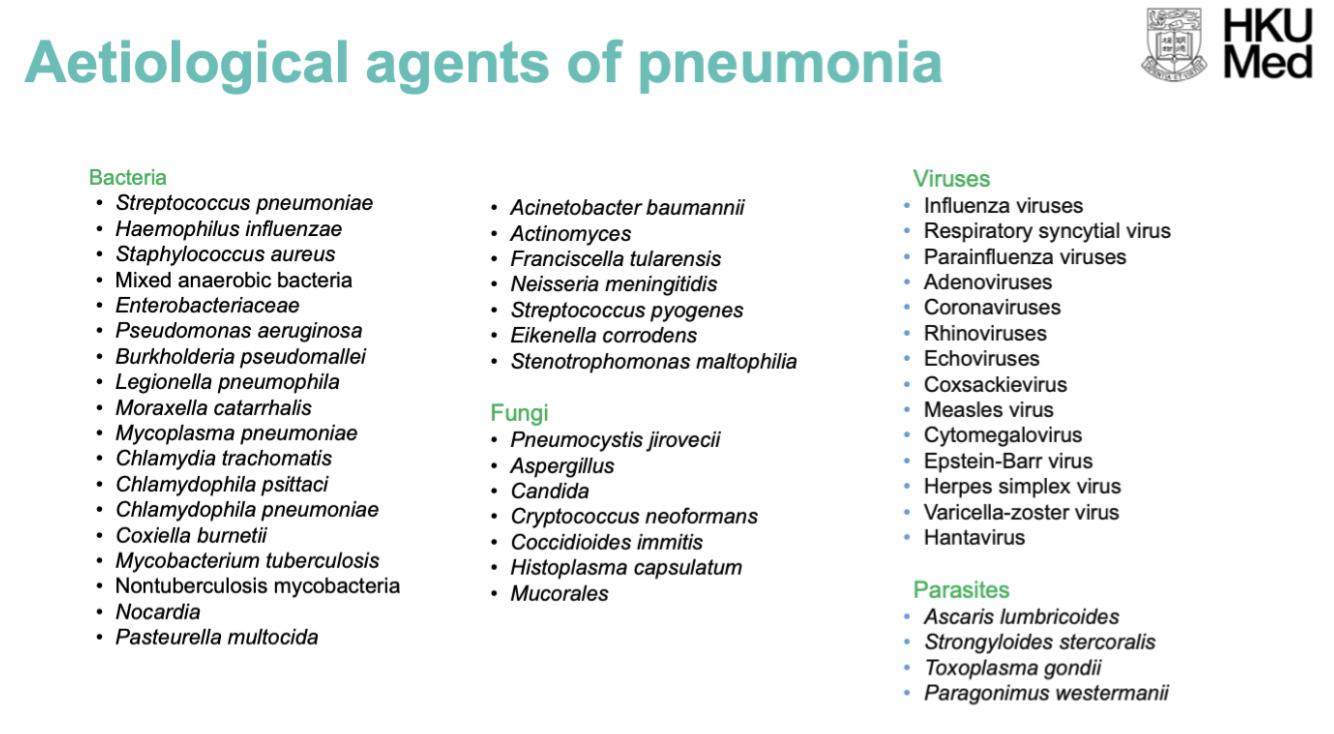 Aetiological agents of pneumonia
HKU
Med
Bacteria
• Streptococcus pneumoniae
• Haemophilus influenzae
• Staphylococcus aureus
• Mixed anaerobic bacteria
• Enterobacteriaceae
• Pseudomonas aeruginosa
• Burkholderia pseudomallei
• Legionella pneumophila
• Moraxella catarrhalis
• Mycoplasma pneumoniae
• Chlamydia trachomatis
• Chlamydophila psittaci
• Chlamydophila pneumoniae
• Coxiella burnetii
• Mycobacterium tuberculosis
• Nontuberculosis mycobacteria
• Nocardia
• Pasteurella multocida
• Acinetobacter baumannii
• Actinomyces
• Franciscella tularensis
• Neisseria meningitidis
• Streptococcus pyogenes
• Eikenella corrodens
• Stenotrophomonas maltophilia
Fungi
• Pneumocystis jirovecii
• Aspergillus
• Candida
• Cryptococcus neoformans
• Coccidioides immitis
• Histoplasma capsulatum
• Mucorales
Viruses
• Influenza viruses
• Respiratory syncytial virus
• Parainfluenza viruses
• Adenoviruses
• Coronaviruses
• Rhinoviruses
• Echoviruses
• Coxsackievirus
• Measles virus
• Cytomegalovirus
• Epstein-Barr virus
• Herpes simplex virus
• Varicella-zoster virus
• Hantavirus
Parasites
• Ascaris lumbricoides
• Strongyloides stercoralis
• Toxoplasma gondii
• Paragonimus westermanii